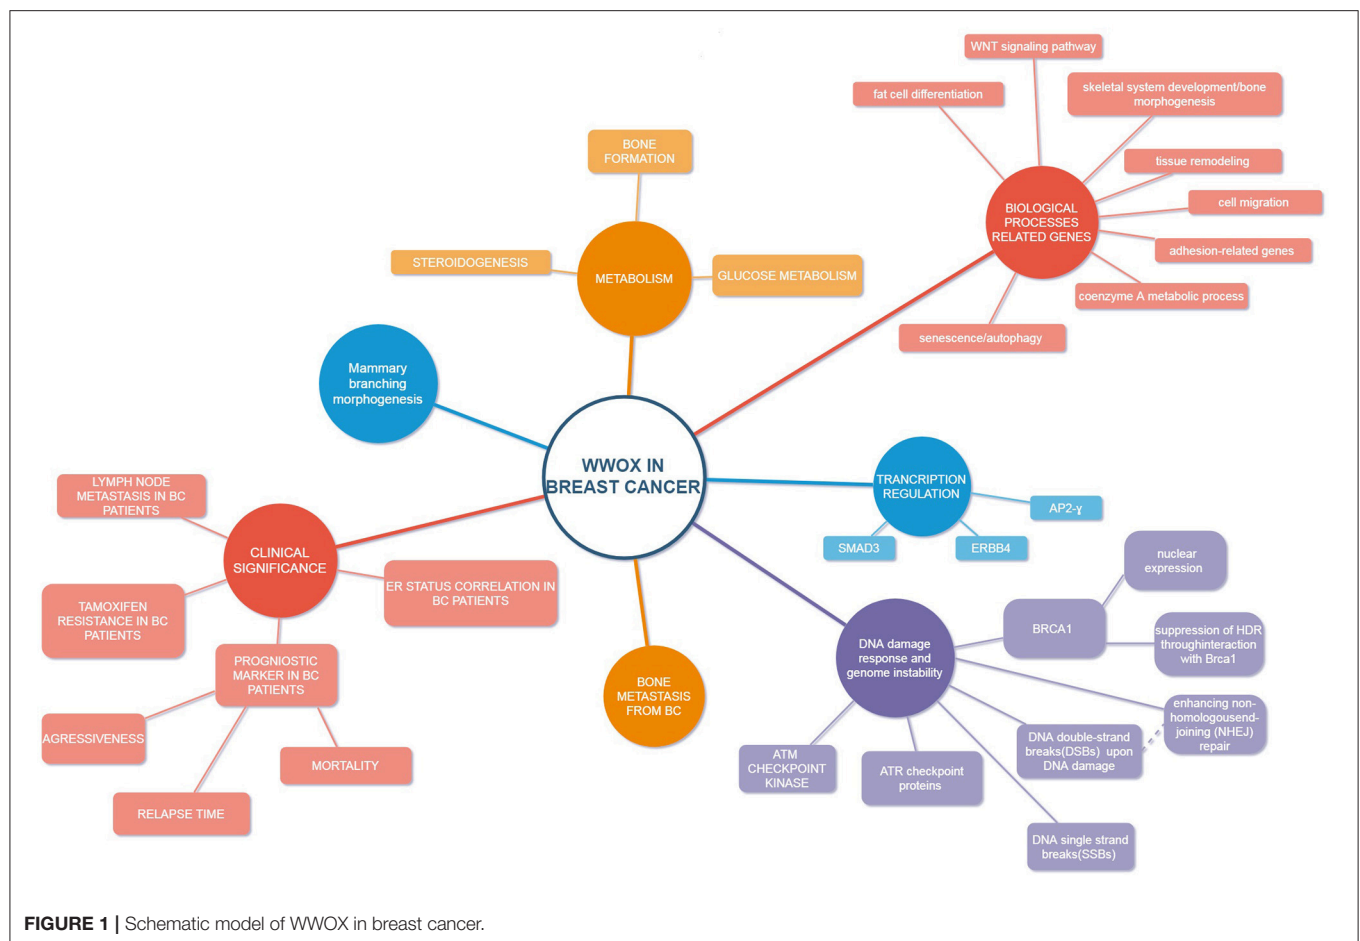 WNT signaling pathway
fat cell differentiation
skeletal system development/bone
morphogenesis
tissue remodeling
cell migration
adhesion-related genes
coenzyme A metabolic process
senescence/autophagy
BIOLOGICAL
PROCESSES
RELATED GENES
BONE
FORMATION
STEROIDOGENESIS
METABOLISM
GLUCOSE METABOLISM
Mammary
branching
morphogenesis
WWOX IN
BREAST CANCER
TRANCRIPTION
REGULATION
AP2-ɣ
SMAD3
ERBB4
LYMPH NODE
METASTASIS IN BC
PATIENTS
CLINICAL
SIGNIFICANCE
ER STATUS CORRELATION IN
BC PATIENTS
TAMOXIFEN
RESISTANCE IN BC
PATIENTS
PROGNIOSTIC
MARKER IN BC
PATIENTS
AGRESSIVENESS
MORTALITY
RELAPSE TIME
BONE
METASTASIS
FROM BC
DNA damage
response and
genome instability
BRCA1
nuclear
expression
suppression of HDR
throughinteraction
with Brca1
enhancing non-
homologousend-
joining (NHEJ)
repair
DNA double-strand
breaks(DSBs) upon
DNA damage
ATM
CHECKPOINT
KINASE
ATR checkpoint
proteins
DNA single strand
breaks(SSBs)
FIGURE 1 | Schematic model of WWOX in breast cancer.